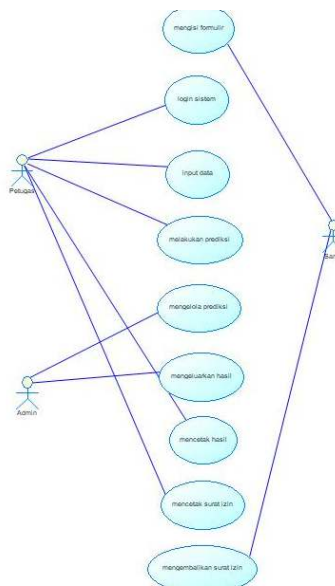 mengisi formulir
login sistem
input data
Petugas
melakukan prediksi
mengelola prediksi
mengeluarkan hasil
Admin
mencetak hasil
mencetak surat izin
mengembalikan surat izin